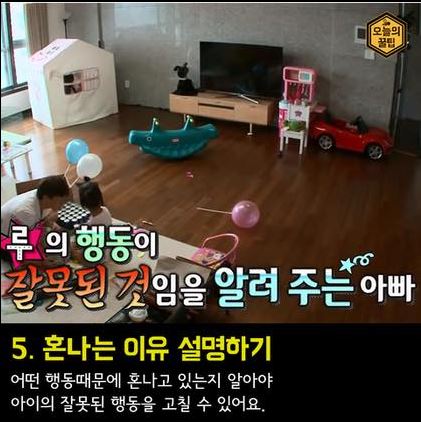 오늘의
꿀팁
루의 행동이
잘못된 것임을 알려 주는 아빠
5. 혼나는 이유 설명하기
어떤 행동때문에 혼나고 있는지 알아야
아이의 잘못된 행동을 고칠 수 있어요.